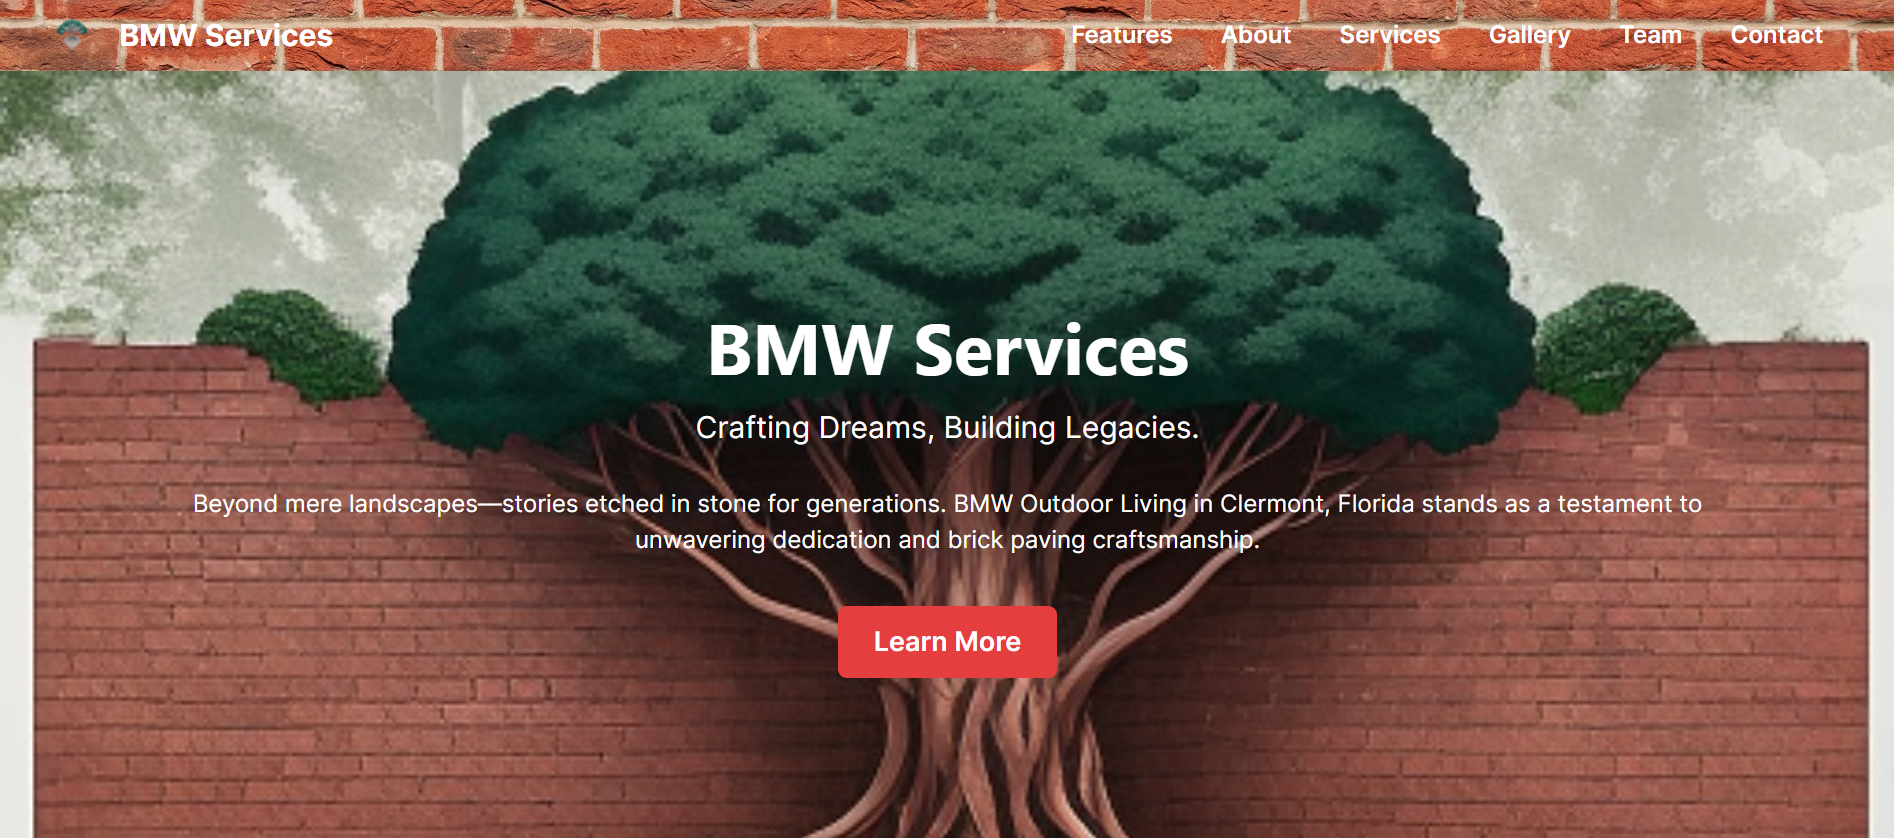 BMW Services
Features About Services Gallery Team Contact
BMW Services
Crafting Dreams, Building Legacies.
Beyond mere landscapes—stories etched in stone for generations. BMW Outdoor Living in Clermont, Florida stands as a testament to
unwavering dedication and brick paving craftsmanship.
Learn More